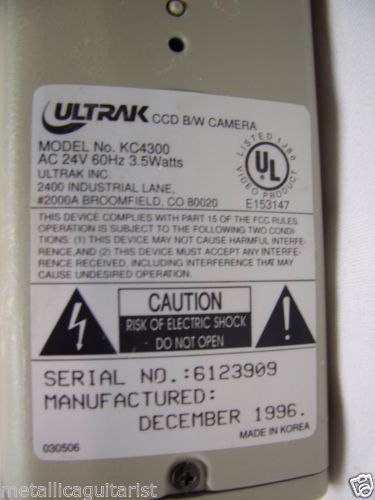 ULTRAK CCD B/W CAMERA
MODEL No. KC4300
AC 24V 60Hz 3.5Watts
ULTRAK INC.
2400 INDUSTRIAL LANE,
#2000A BROOMFIELD, CO 80020
LISTED 1J80
UL
VIDEO PRODUCT
E153147
THIS DEVICE COMPLIES WITH PART 15 OF THE FCC RULES.
OPERATION IS SUBJECT TO THE FOLLOWING TWO CONDI-
TIONS: (1) THIS DEVICE MAY NOT CAUSE HARMFUL INTERFE-
RENCE,AND (2) THIS DEVICE MUST ACCEPT ANY INTERFE-
RENCE RECEIVED, INCLUDING INTERFERENCE THAT MAY
CAUSE UNDESIRED OPERATION.
CAUTION
RISK OF ELECTRIC SHOCK
DO NOT OPEN
SERIAL NO.:6123909
MANUFACTURED:
DECEMBER 1996.
030506
MADE IN KOREA
metallicaguitarist